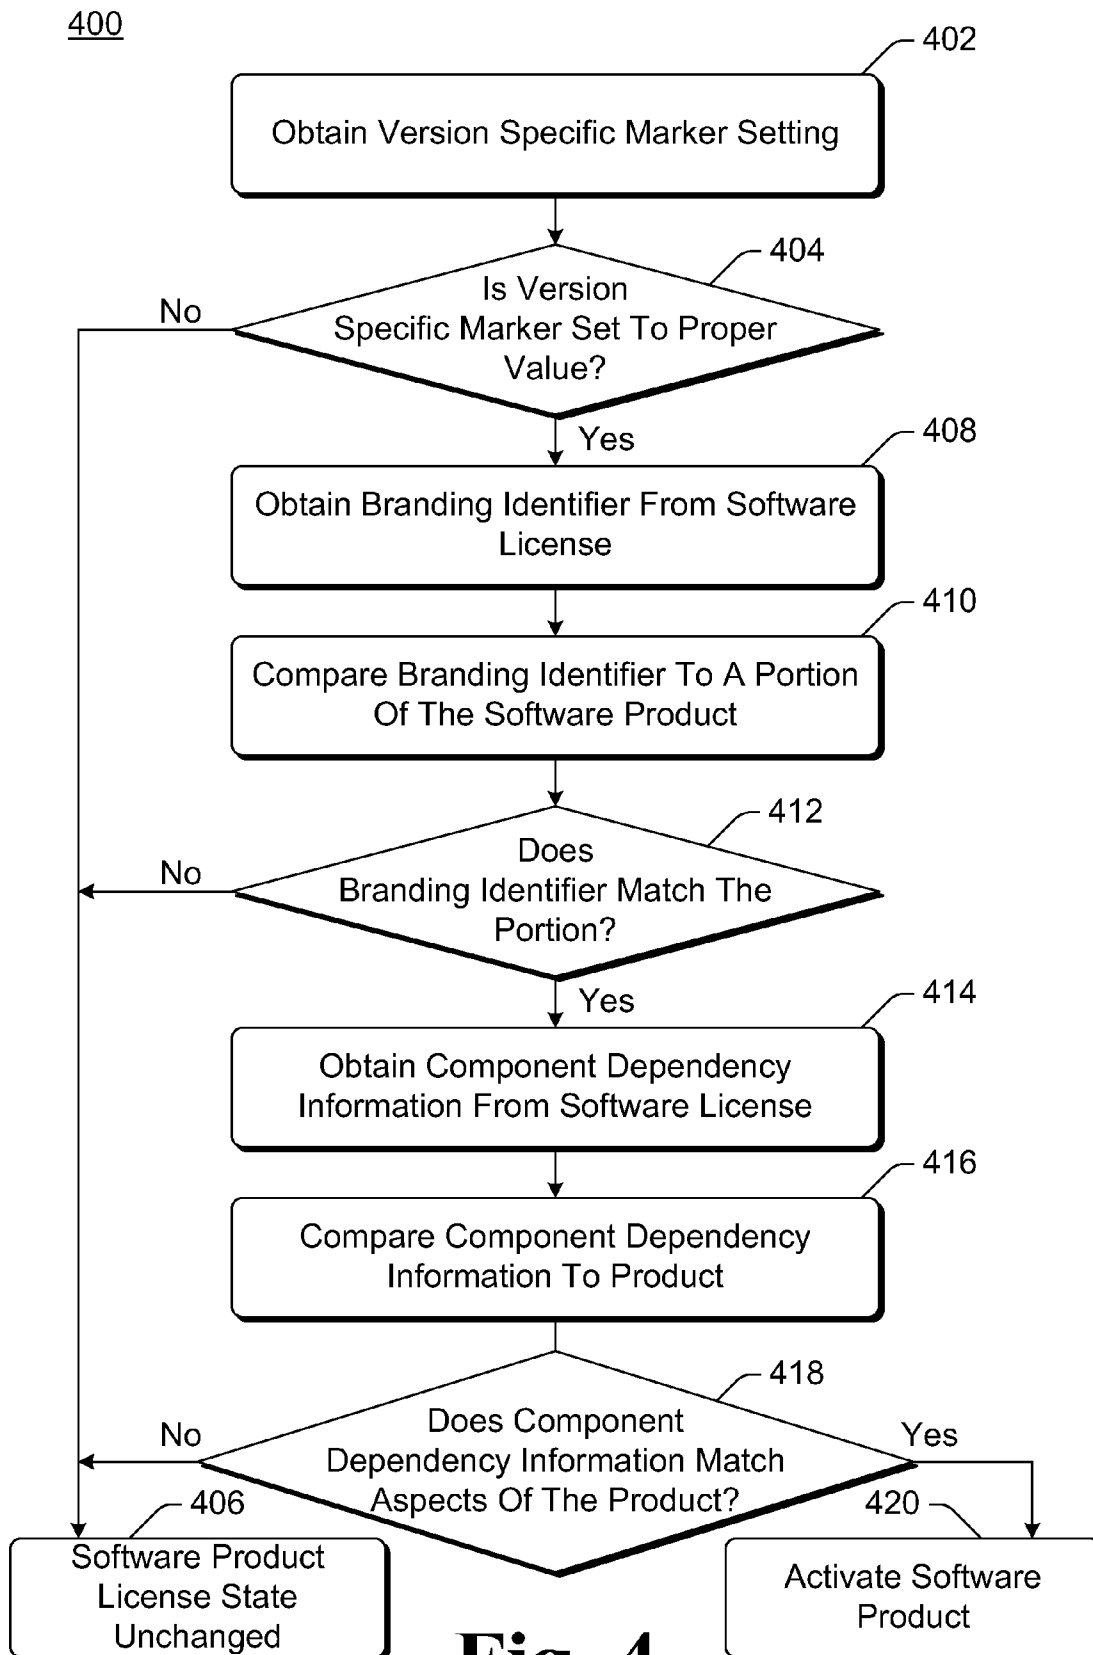 400
402
Obtain Version Specific Marker Setting
404
Is Version
Specific Marker Set To Proper
Value?
No
Yes
408
Obtain Branding Identifier From Software
License
410
Compare Branding Identifier To A Portion
Of The Software Product
412
Does
Branding Identifier Match The
Portion?
No
Yes
414
Obtain Component Dependency
Information From Software License
416
Compare Component Dependency
Information To Product
418
Does Component
Dependency Information Match
Aspects Of The Product?
No
Yes
406
Software Product
License State
Unchanged
420
Activate Software
Product
Fig. 4